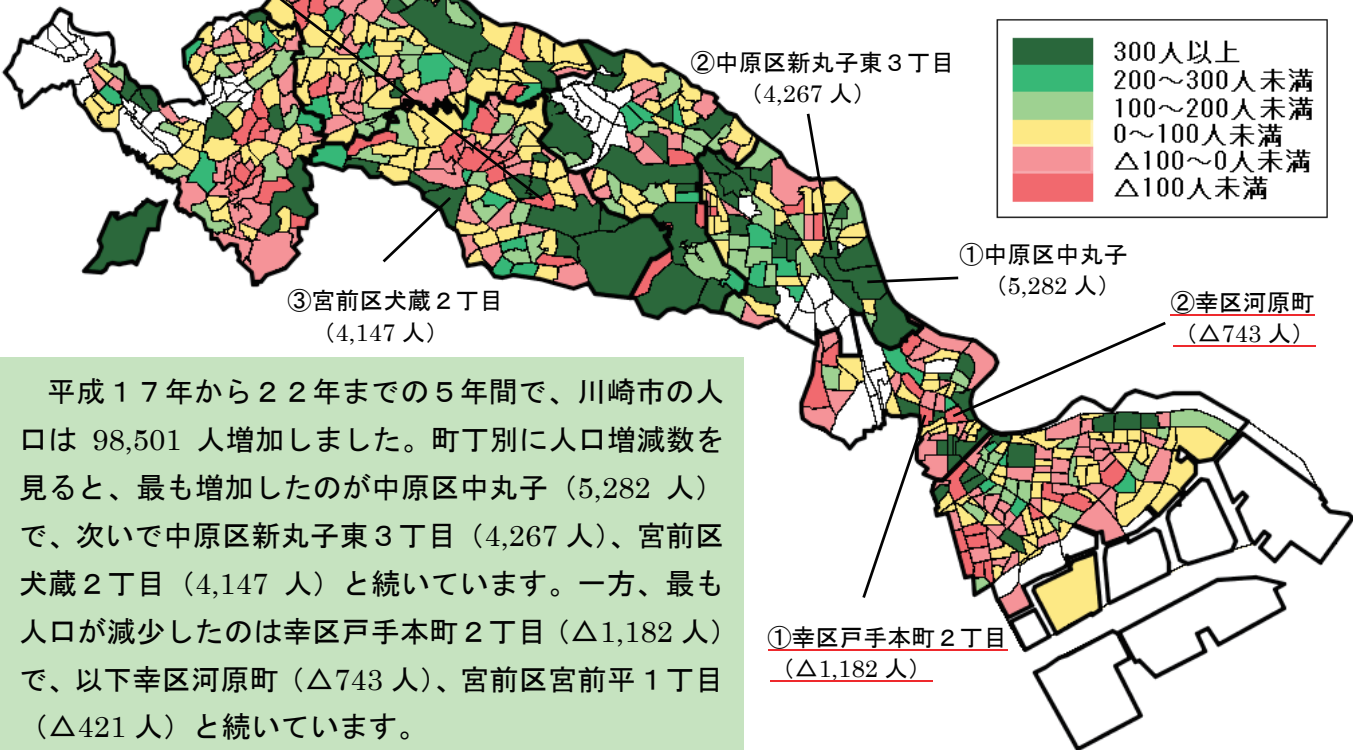 300人以上
200～300人未満
100～200人未満
0～100人未満
△100～0人未満
△100人未満
②中原区新丸子東３丁目
（4,267 人）
①中原区中丸子
（5,282 人）
②幸区河原町
（△743 人）
③宮前区犬蔵２丁目
（4,147 人）
①幸区戸手本町２丁目
（△1,182 人）
平成１７年から２２年までの５年間で、川崎市の人
口は 98,501 人増加しました。町丁別に人口増減数を
見ると、最も増加したのが中原区中丸子（5,282 人）
で、次いで中原区新丸子東３丁目（4,267 人）、宮前区
犬蔵２丁目（4,147 人）と続いています。一方、最も
人口が減少したのは幸区戸手本町２丁目（△1,182 人）
で、以下幸区河原町（△743 人）、宮前区宮前平１丁目
（△421 人）と続いています。